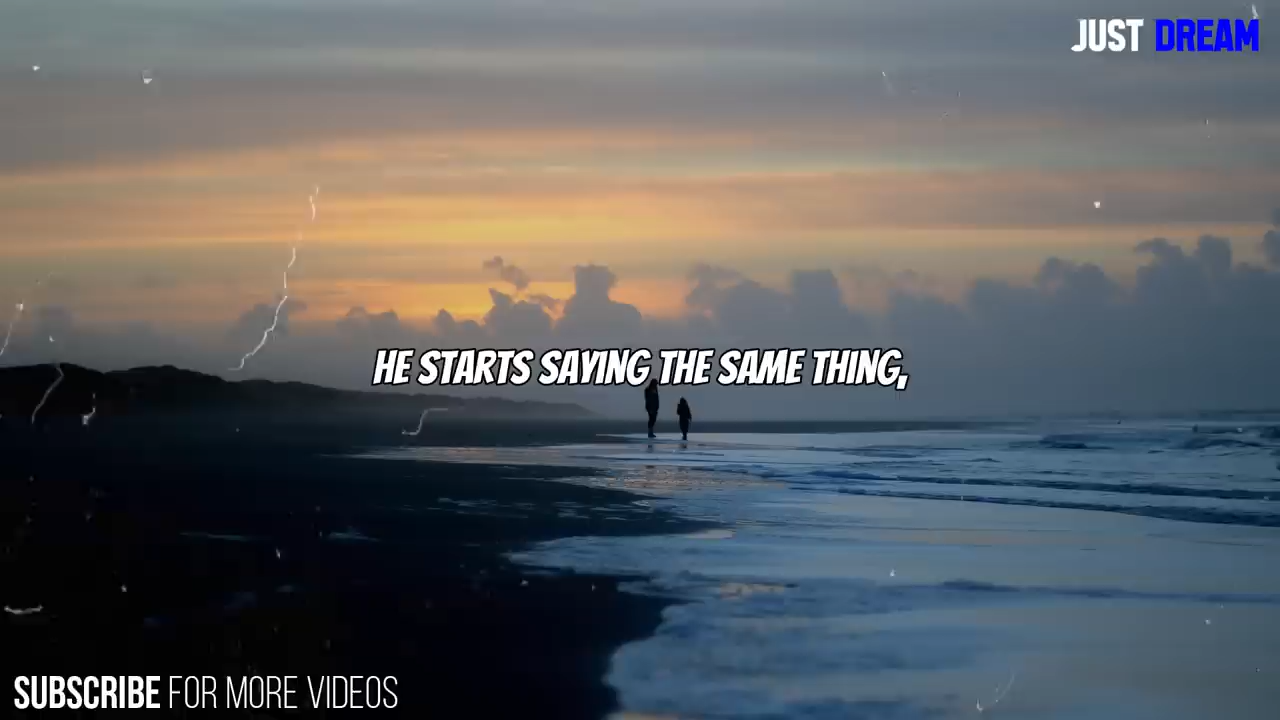 JUST DREAM
HE STARTS SAYING THE SAME THING,
SUBSCRIBE FOR MORE VIDEOS